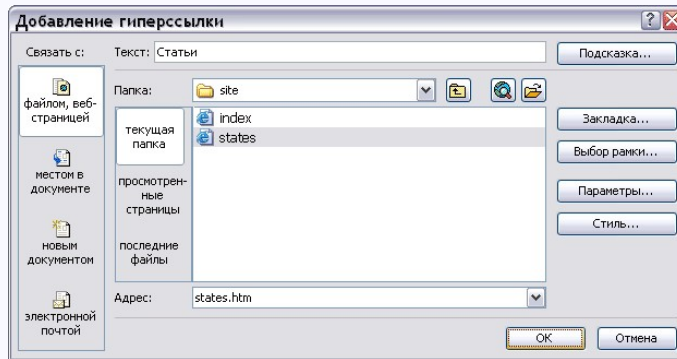 Добавление гиперссылки
Связать с:
Текст: Статьи
Подсказка...
файлом, веб-
страницей
Папка: site
текущая
папка
index
states
Закладка...
Выбор рамки...
местом в
документе
просмотрен-
ные
страницы
Параметры...
Стиль...
новым
документом
последние
файлы
Адрес: states.htm
электронной
почтой
OK
Отмена